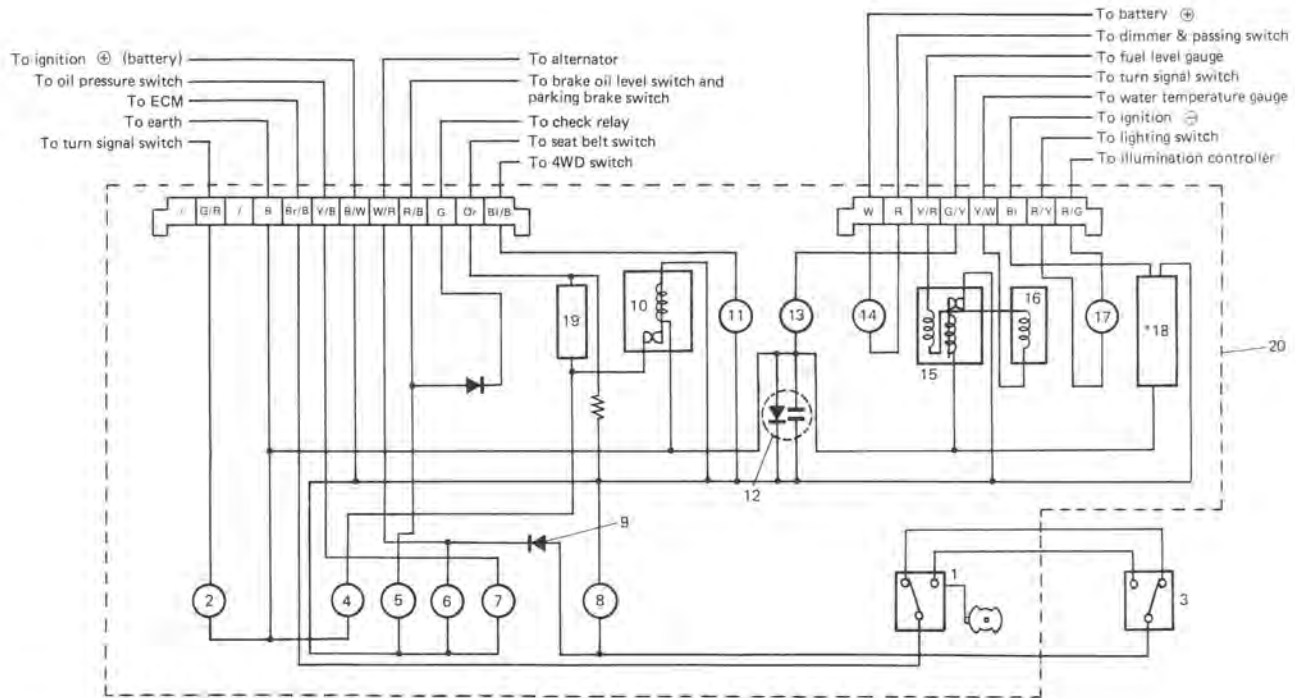 To ignition ⊕ (battery)
To oil pressure switch
To ECM
To earth
To turn signal switch
To alternator
To brake oil level switch and
parking brake switch
To check relay
To seat belt switch
To 4WD switch
To battery ⊕
To dimmer & passing switch
To fuel level gauge
To turn signal switch
To water temperature gauge
To ignition ⊖
To lighting switch
To illumination controller
/ G/R / B Br/B Y/B B/W W/R R/B G Or Bl/B
W R Y/R G/Y Y/W Bl R/Y R/G
19
10
11
13
14
15
16
17
*18
20
12
9
2
4
5
6
7
8
1
3